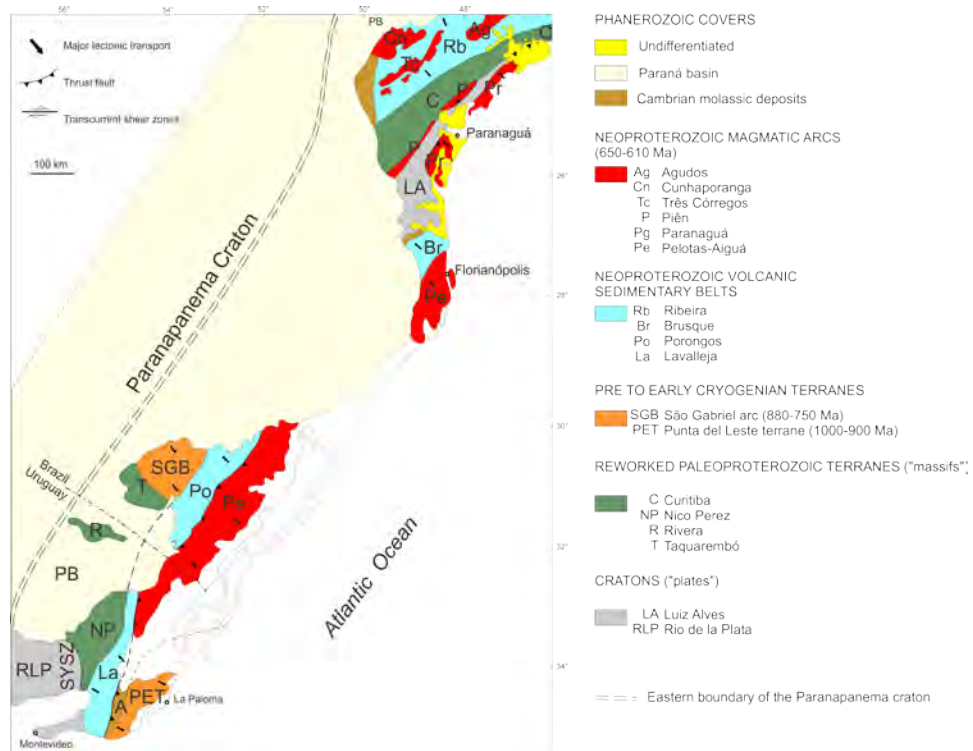 56
54
52
50
48
PB
Major tectonic transport
Thrust fault
Transcurrent shear zones
100 km
Cn
Ag
Rb
Tc
C
C
P
Pr
Paranaguá
P
Pr
26
LA
Br
Florianópolis
Pe
28
Paranapanema Craton
30
SGB
T
Po
Pe
Brazil
Uruguay
R
32
PB
Atlantic Ocean
NP
SYSZ
RLP
La
34
PET
La Paloma
A
Montevideo
PHANEROZOIC COVERS
Undifferentiated
Paraná basin
Cambrian molassic deposits
NEOPROTEROZOIC MAGMATIC ARCS
(650-610 Ma)
Ag Agudos
Cn Cunhaporanga
Tc Três Córregos
P Piên
Pg Paranaguá
Pe Pelotas-Aiguá
NEOPROTEROZOIC VOLCANIC
SEDIMENTARY BELTS
Rb Ribeira
Br Brusque
Po Porongos
La Lavalleja
PRE TO EARLY CRYOGENIAN TERRANES
SGB São Gabriel arc (880-750 Ma)
PET Punta del Leste terrane (1000-900 Ma)
REWORKED PALEOPROTEROZOIC TERRANES ("massifs")
C Curitiba
NP Nico Perez
R Rivera
T Taquarembó
CRATONS ("plates")
LA Luiz Alves
RLP Rio de la Plata
Eastern boundary of the Paranapanema craton